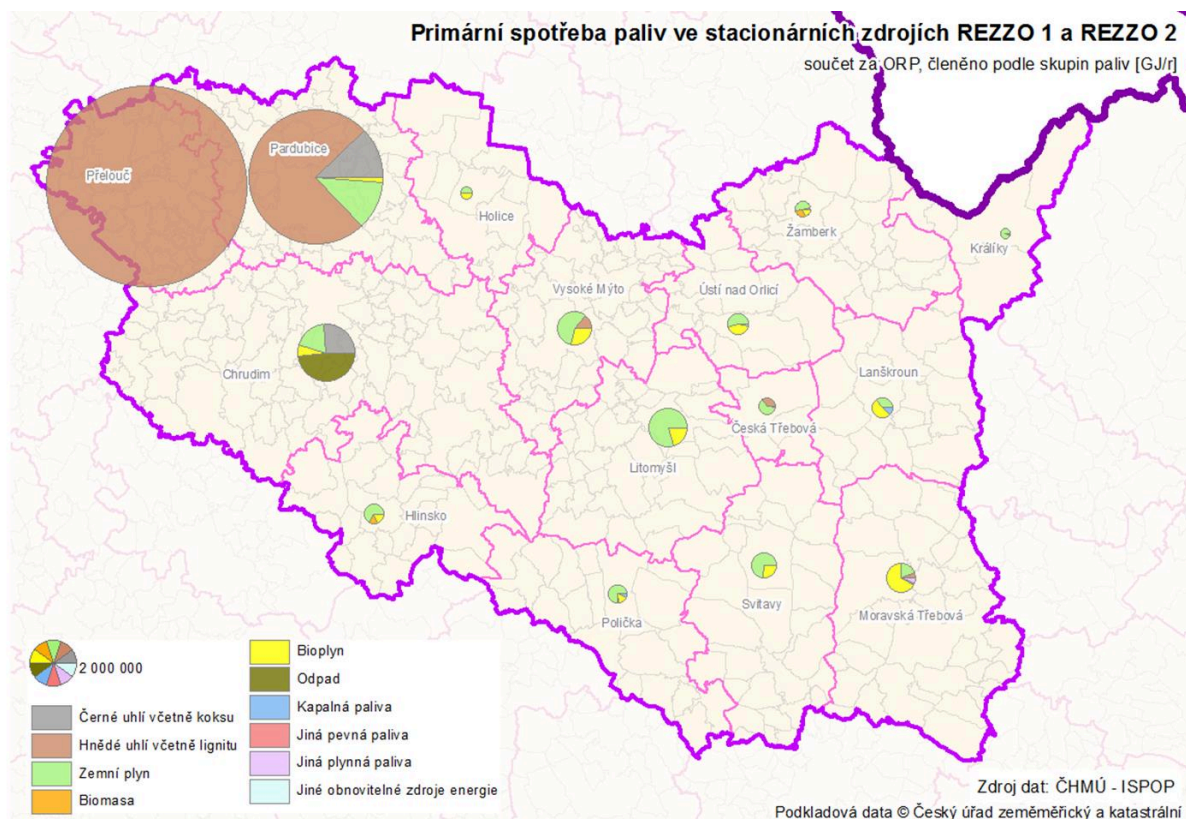 Primární spotřeba paliv ve stacionárních zdrojích REZZO 1 a REZZO 2
součet za ORP, členěno podle skupin paliv [GJ/r]
Přelouč
Pardubice
Holice
Žamberk
Králíky
Vysoké Mýto
Ústí nad Orlicí
Chrudim
Lanškroun
Česká Třebová
Litomyšl
Hlinsko
Polička
Svitavy
Moravská Třebová
2 000 000
Černé uhlí včetně koksu
Hnědé uhlí včetně lignitu
Zemní plyn
Biomasa
Bioplyn
Odpad
Kapalná paliva
Jiná pevná paliva
Jiná plynná paliva
Jiné obnovitelné zdroje energie
Zdroj dat: ČHMÚ - ISPOP
Podkladová data © Český úřad zeměměřický a katastrální